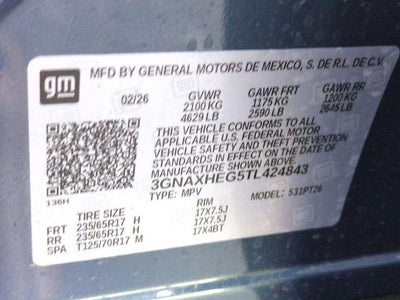 gm
MFD BY GENERAL MOTORS DE MEXICO, S. DE R.L. DE C.V.
02/26 GVWR GAWR FRT GAWR RR
2100 KG 1175 KG 1200 KG
4629 LB 2590 LB 2645 LB
THIS VEHICLE CONFORMS TO ALL
APPLICABLE U.S. FEDERAL MOTOR
VEHICLE SAFETY AND THEFT PREVENTION
STANDARDS IN EFFECT ON THE DATE OF
MANUFACTURE SHOWN ABOVE.
3GNAXHEG5TL424843
TYPE: MPV MODEL: 531PT26
136H
TIRE SIZE RIM
FRT 235/65R17 H 17X7.5J
RR 235/65R17 H 17X7.5J
SPA T125/70R17 M 17X4BT